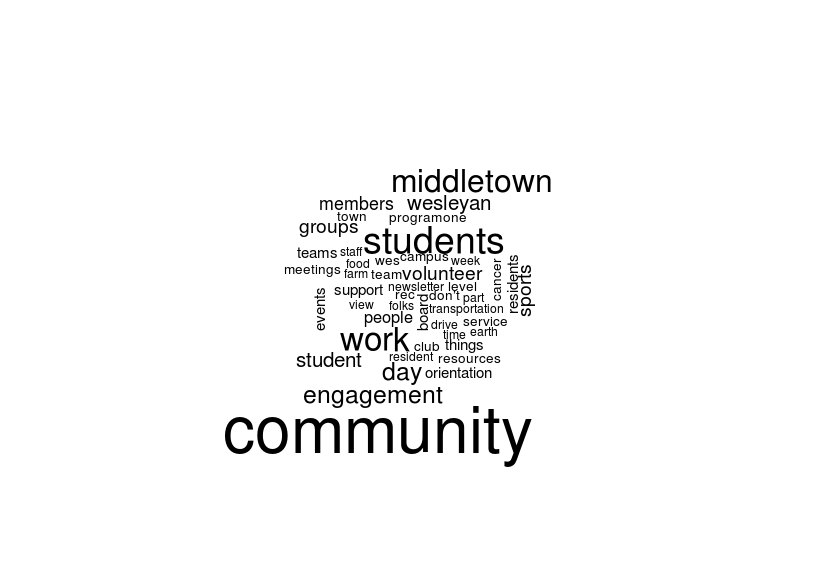 middletown
members wesleyan
town programone
groups
students
teams staff
food wes campus week
meetings farm team volunteer
cancer residents sports
support newsletter level
rec don't part
events view folks board transportation
people drive service
work time earth
club things
student resident resources
day orientation
engagement
community